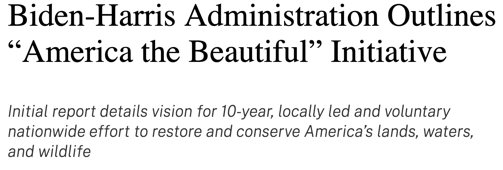 Biden-Harris Administration Outlines
“America the Beautiful” Initiative
Initial report details vision for 10-year, locally led and voluntary
nationwide effort to restore and conserve America’s lands, waters,
and wildlife